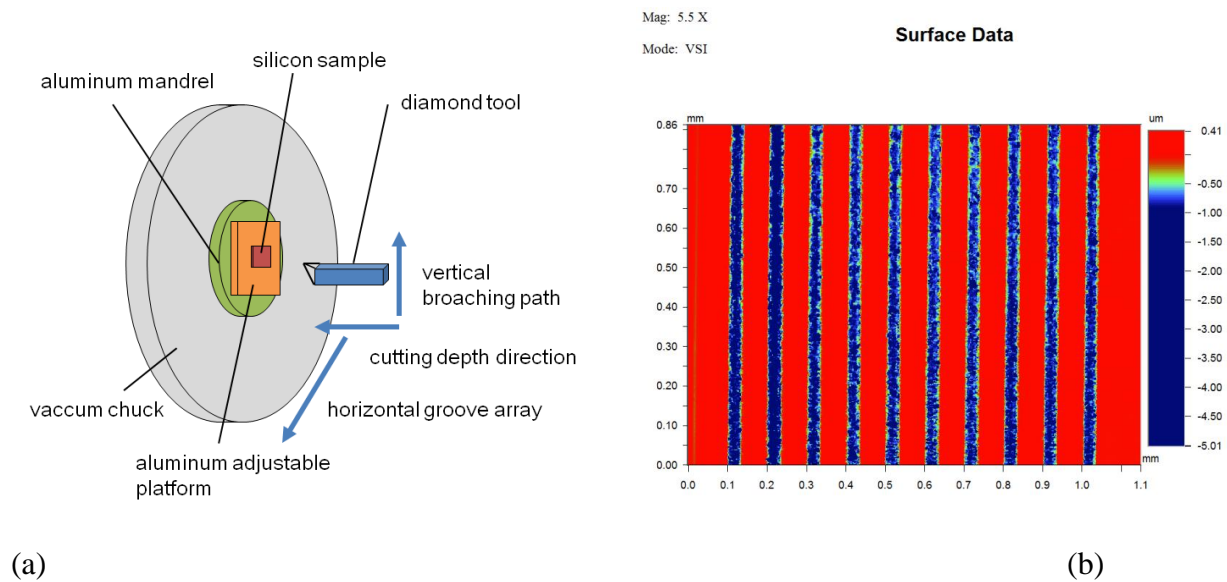 silicon sample
aluminum mandrel
diamond tool
vertical
broaching path
cutting depth direction
vaccum chuck
horizontal groove array
aluminum adjustable
platform
(a)
Mag: 5.5 X
Mode: VSI
Surface Data
mm
0.86
0.70
0.60
0.50
0.40
0.30
0.20
0.10
0.00
0.0 0.1 0.2 0.3 0.4 0.5 0.6 0.7 0.8 0.9 1.0 1.1
mm
um
0.41
-0.50
-1.00
-1.50
-2.00
-2.50
-3.00
-3.50
-4.00
-4.50
-5.01
(b)